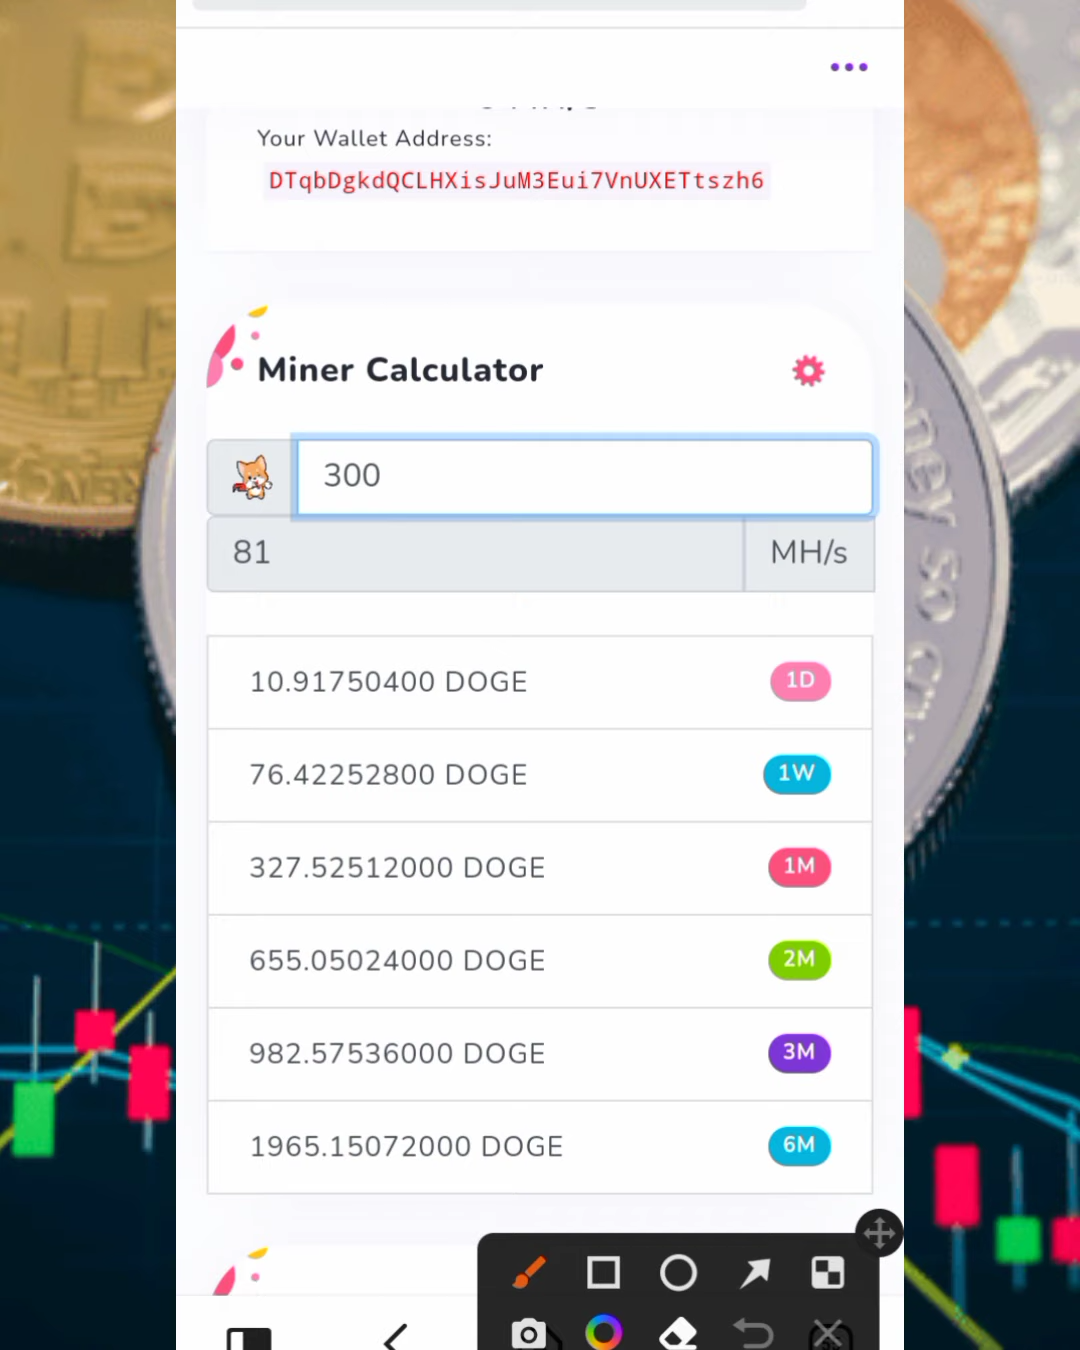 Your Wallet Address:
DTqbDgkdQCLHXisJuM3Eui7VnUXETtszh6
Miner Calculator
300
81 MH/s
10.91750400 DOGE 1D
76.42252800 DOGE 1W
327.52512000 DOGE 1M
655.05024000 DOGE 2M
982.57536000 DOGE 3M
1965.15072000 DOGE 6M